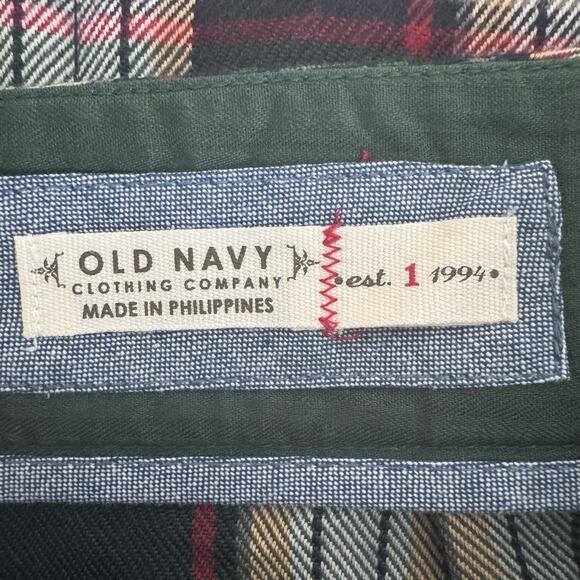 OLD NAVY
CLOTHING COMPANY
MADE IN PHILIPPINES
•est. 1 1994•